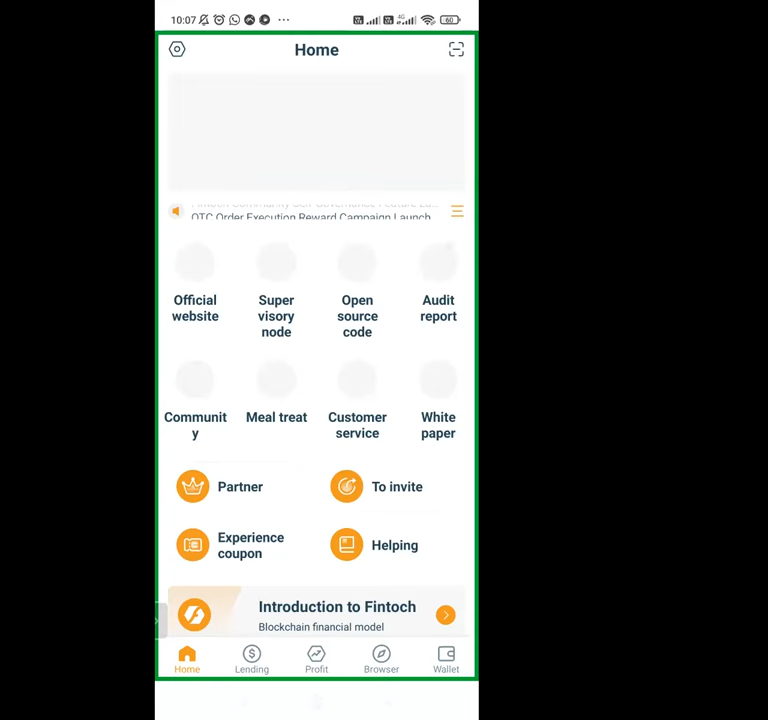 10:07
4G
60
Home
OTC Order Execution Reward Campaign Launch
Official
website
Super
visory
node
Open
source
code
Audit
report
Communit
y
Meal treat
Customer
service
White
paper
Partner
To invite
Experience
coupon
Helping
Introduction to Fintoch
Blockchain financial model
Home
Lending
Profit
Browser
Wallet